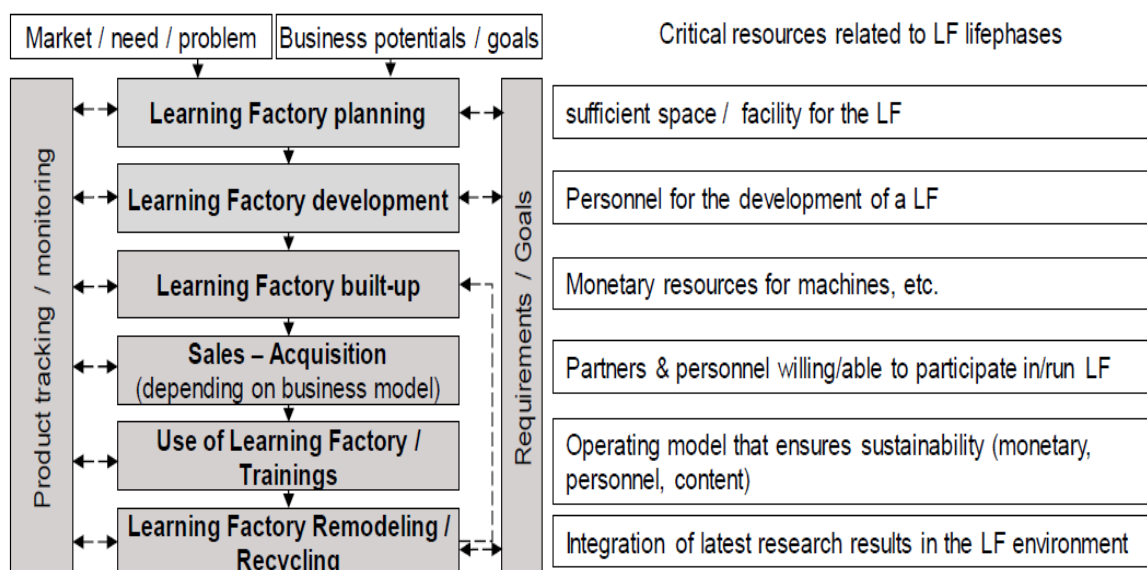 Market / need / problem
Business potentials / goals
Critical resources related to LF lifephases
Product tracking / monitoring
Requirements / Goals
Learning Factory planning
sufficient space / facility for the LF
Learning Factory development
Personnel for the development of a LF
Learning Factory built-up
Monetary resources for machines, etc.
Sales – Acquisition
(depending on business model)
Partners & personnel willing/able to participate in/run LF
Use of Learning Factory /
Trainings
Operating model that ensures sustainability (monetary,
personnel, content)
Learning Factory Remodeling /
Recycling
Integration of latest research results in the LF environment